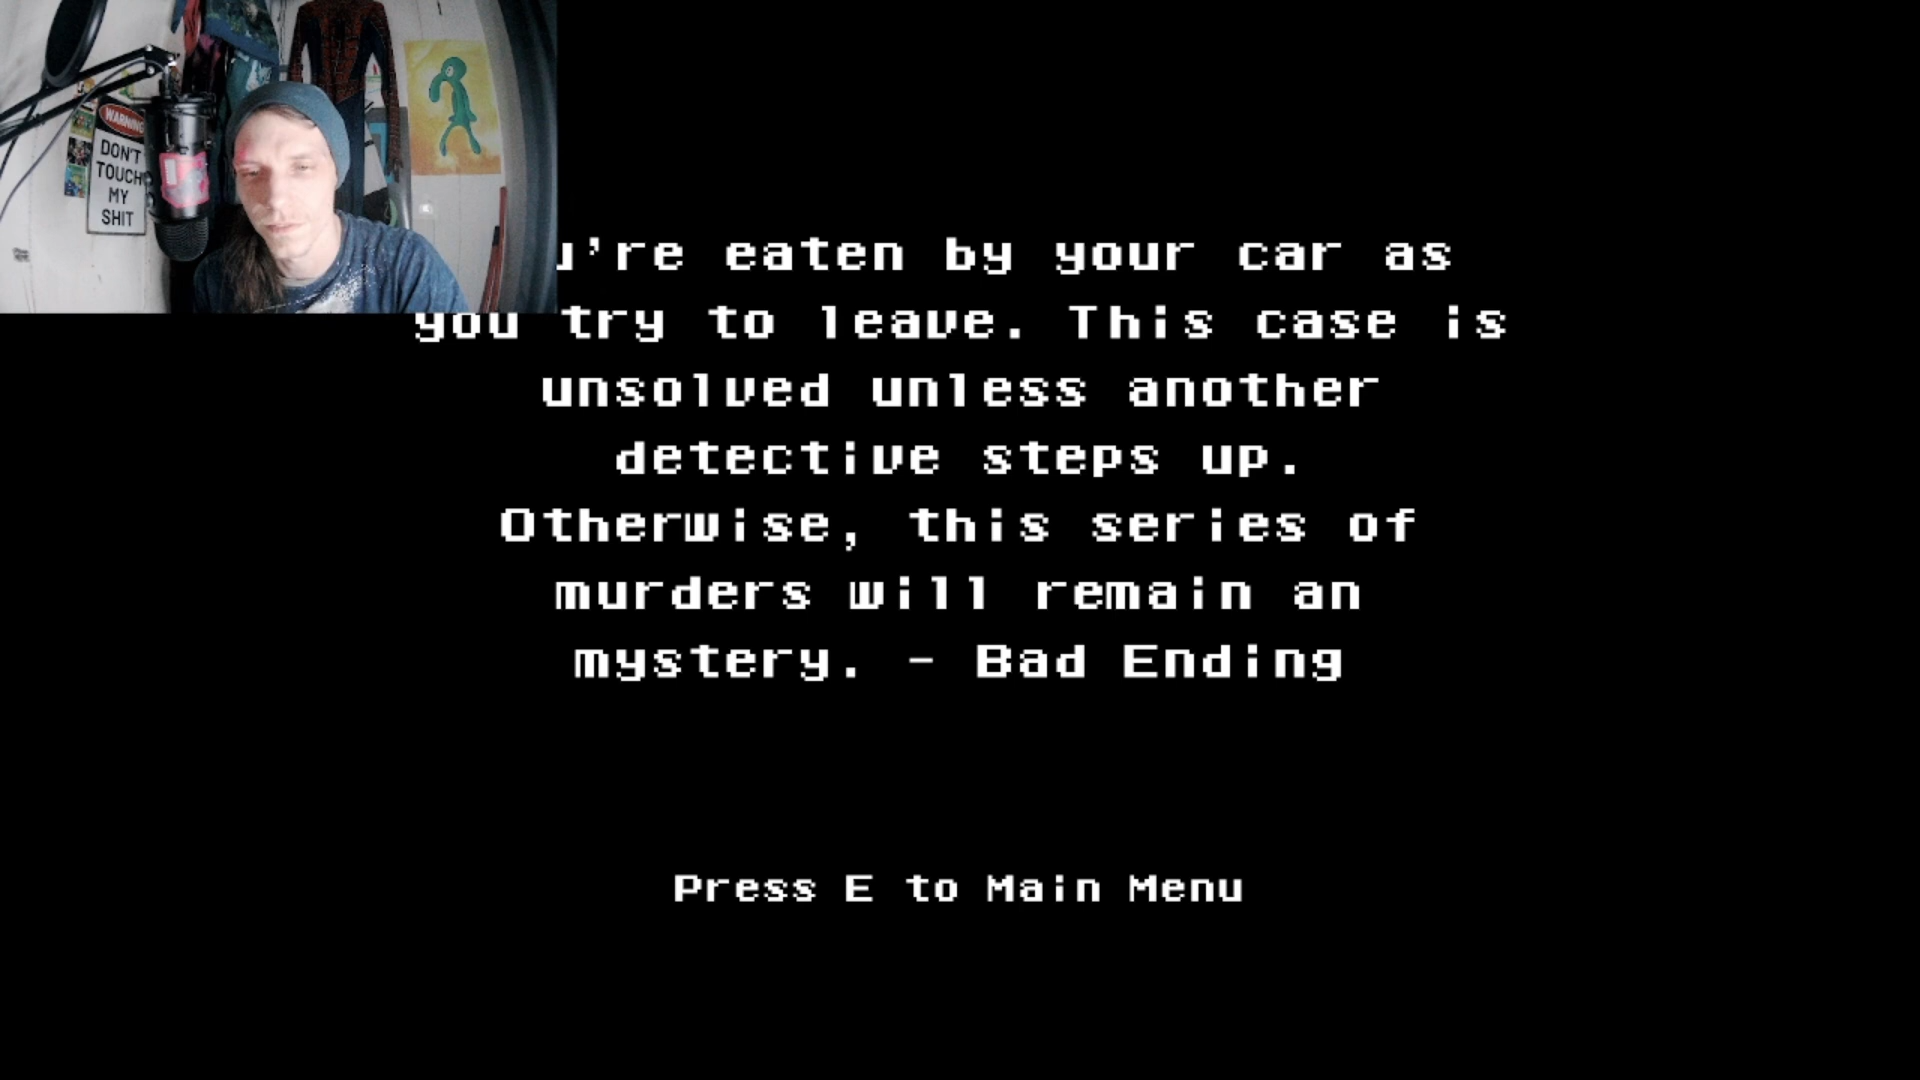 WARNING
DON'T
TOUCH
MY
SHIT
u're eaten by your car as
you try to leave. This case is
unsolved unless another
detective steps up.
Otherwise, this series of
murders will remain an
mystery. - Bad Ending
Press E to Main Menu